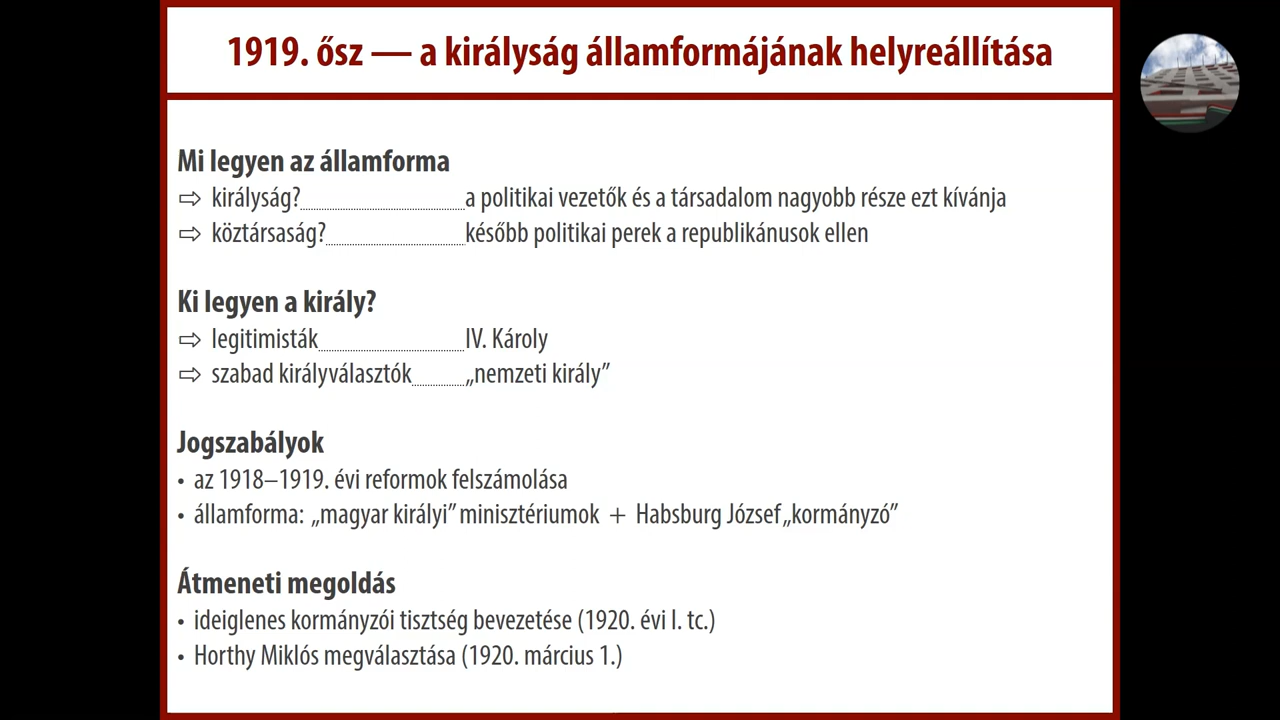 1919. ősz — a királyság államformájának helyreállítása
Mi legyen az államforma
⇨ királyság? a politikai vezetők és a társadalom nagyobb része ezt kívánja
⇨ köztársaság? később politikai perek a republikánusok ellen
Ki legyen a király?
⇨ legitimisták IV. Károly
⇨ szabad királyválasztók „nemzeti király”
Jogszabályok
• az 1918–1919. évi reformok felszámolása
• államforma: „magyar királyi” minisztériumok + Habsburg József „kormányzó”
Átmeneti megoldás
• ideiglenes kormányzói tisztség bevezetése (1920. évi I. tc.)
• Horthy Miklós megválasztása (1920. március 1.)